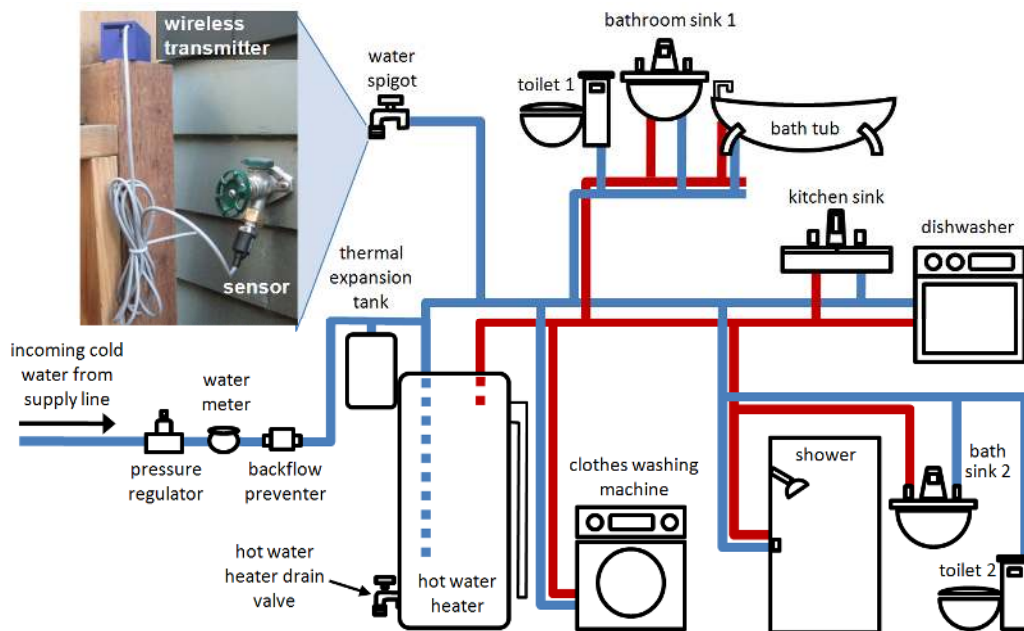 wireless
transmitter
sensor
water
spigot
bathroom sink 1
toilet 1
bath tub
kitchen sink
dishwasher
thermal
expansion
tank
incoming cold
water from
supply line
water
meter
pressure
regulator
backflow
preventer
hot water
heater drain
valve
hot water
heater
clothes washing
machine
shower
bath
sink 2
toilet 2